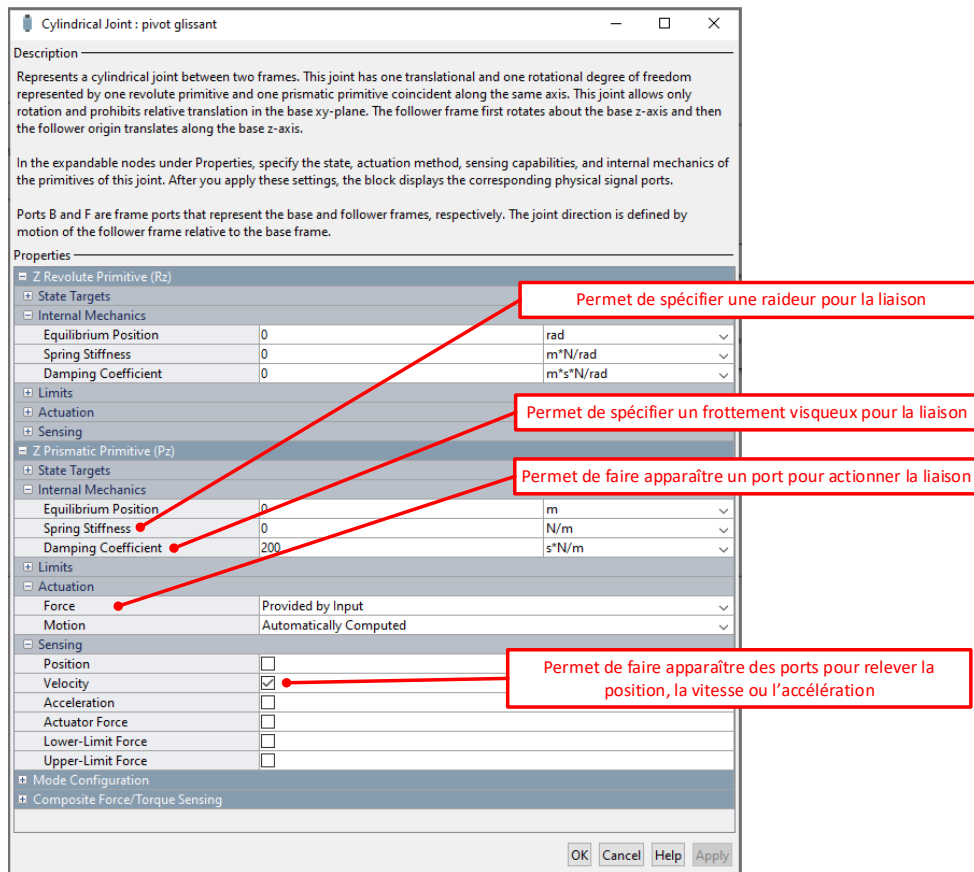 Cylindrical Joint : pivot glissant
Description
Represents a cylindrical joint between two frames. This joint has one translational and one rotational degree of freedom
represented by one revolute primitive and one prismatic primitive coincident along the same axis. This joint allows only
rotation and prohibits relative translation in the base xy-plane. The follower frame first rotates about the base z-axis and then
the follower origin translates along the base z-axis.
In the expandable nodes under Properties, specify the state, actuation method, sensing capabilities, and internal mechanics of
the primitives of this joint. After you apply these settings, the block displays the corresponding physical signal ports.
Ports B and F are frame ports that represent the base and follower frames, respectively. The joint direction is defined by
motion of the follower frame relative to the base frame.
Properties
Z Revolute Primitive (Rz)
State Targets
Permet de spécifier une raideur pour la liaison
Internal Mechanics
Equilibrium Position 0 rad
Spring Stiffness 0 m*N/rad
Damping Coefficient 0 m*s*N/rad
Limits
Actuation
Permet de spécifier un frottement visqueux pour la liaison
Sensing
Z Prismatic Primitive (Pz)
State Targets
Permet de faire apparaître un port pour actionner la liaison
Internal Mechanics
Equilibrium Position 0 m
Spring Stiffness 0 N/m
Damping Coefficient 200 s*N/m
Limits
Actuation
Force Provided by Input
Motion Automatically Computed
Sensing
Position
Permet de faire apparaître des ports pour relever la
position, la vitesse ou l'accélération
Velocity
Acceleration
Actuator Force
Lower-Limit Force
Upper-Limit Force
Mode Configuration
Composite Force/Torque Sensing
OK Cancel Help Apply